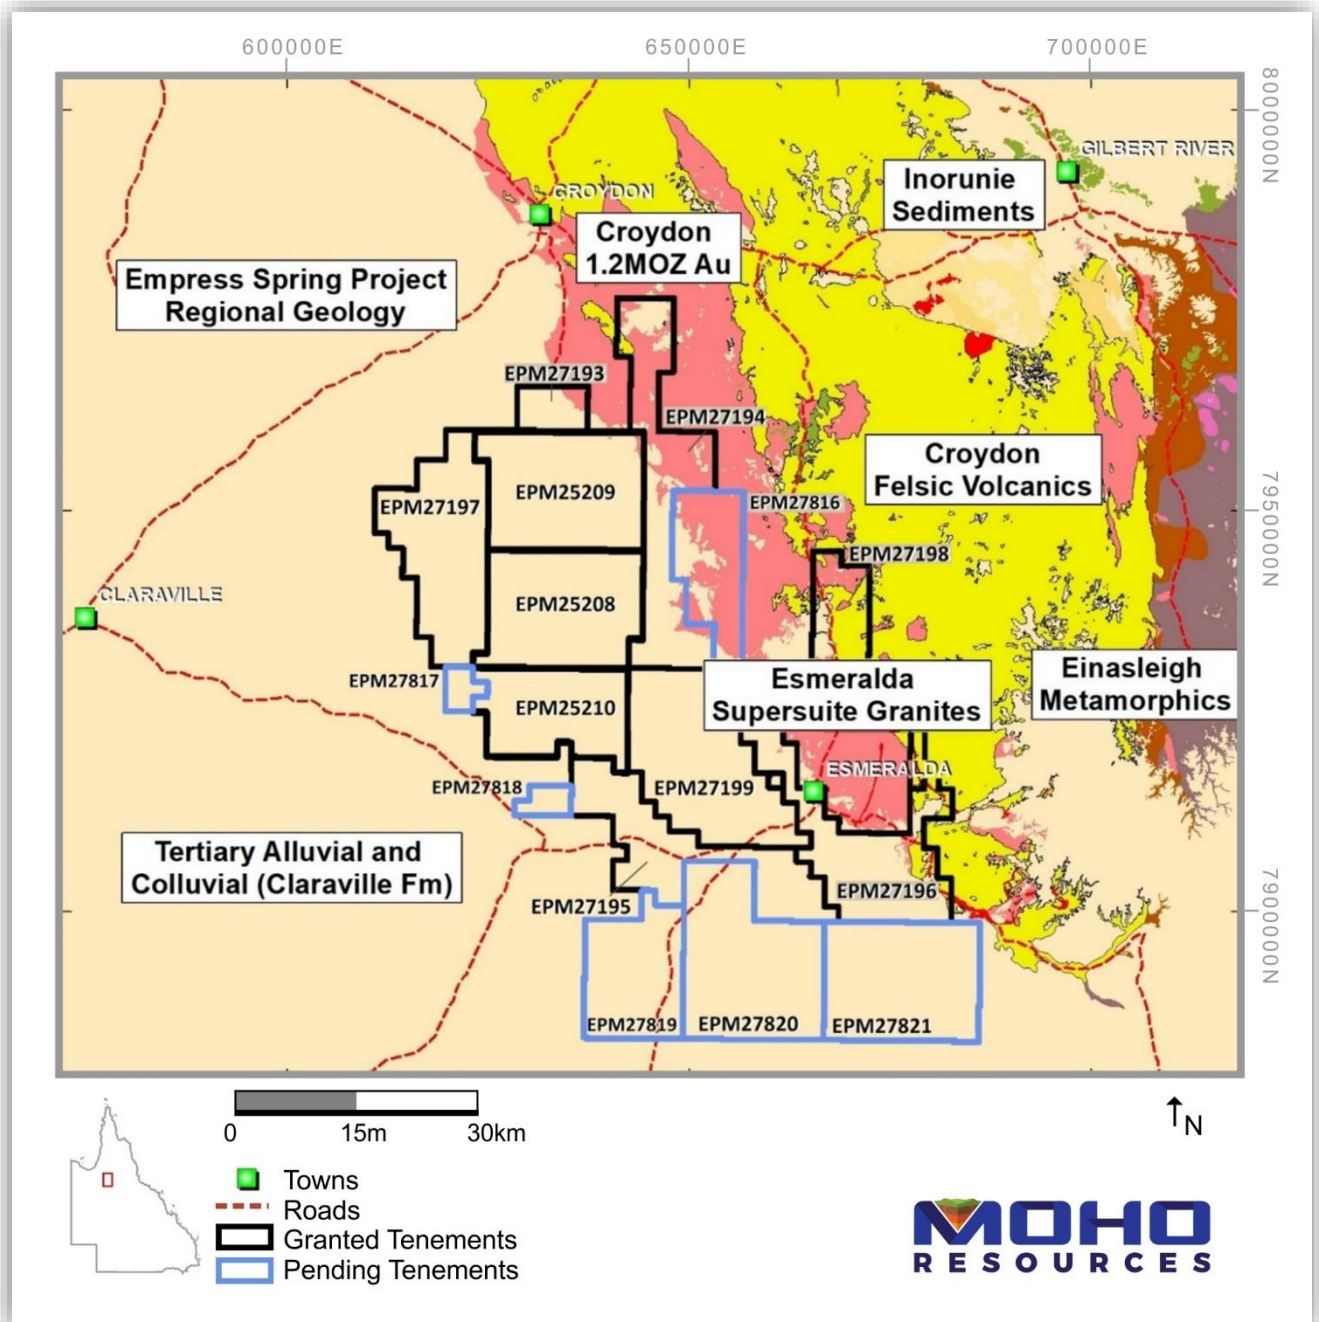 600000E
650000E
700000E
8000000N
GILBERT RIVER
Inorunie
Sediments
CROYDON
Croydon
1.2MOZ Au
Empress Spring Project
Regional Geology
EPM27193
EPM27194
Croydon
Felsic Volcanics
7950000N
EPM27197
EPM25209
EPM27816
EPM27198
CLARAVILLE
EPM25208
Einasleigh
Metamorphics
Esmeralda
Supersuite Granites
EPM27817
EPM25210
ESMERALDA
EPM27818
EPM27199
Tertiary Alluvial and
Colluvial (Claraville Fm)
EPM27196
EPM27195
7900000N
EPM27819
EPM27820
EPM27821
0
15m
30km
N
Towns
Roads
Granted Tenements
Pending Tenements
MOHO
RESOURCES